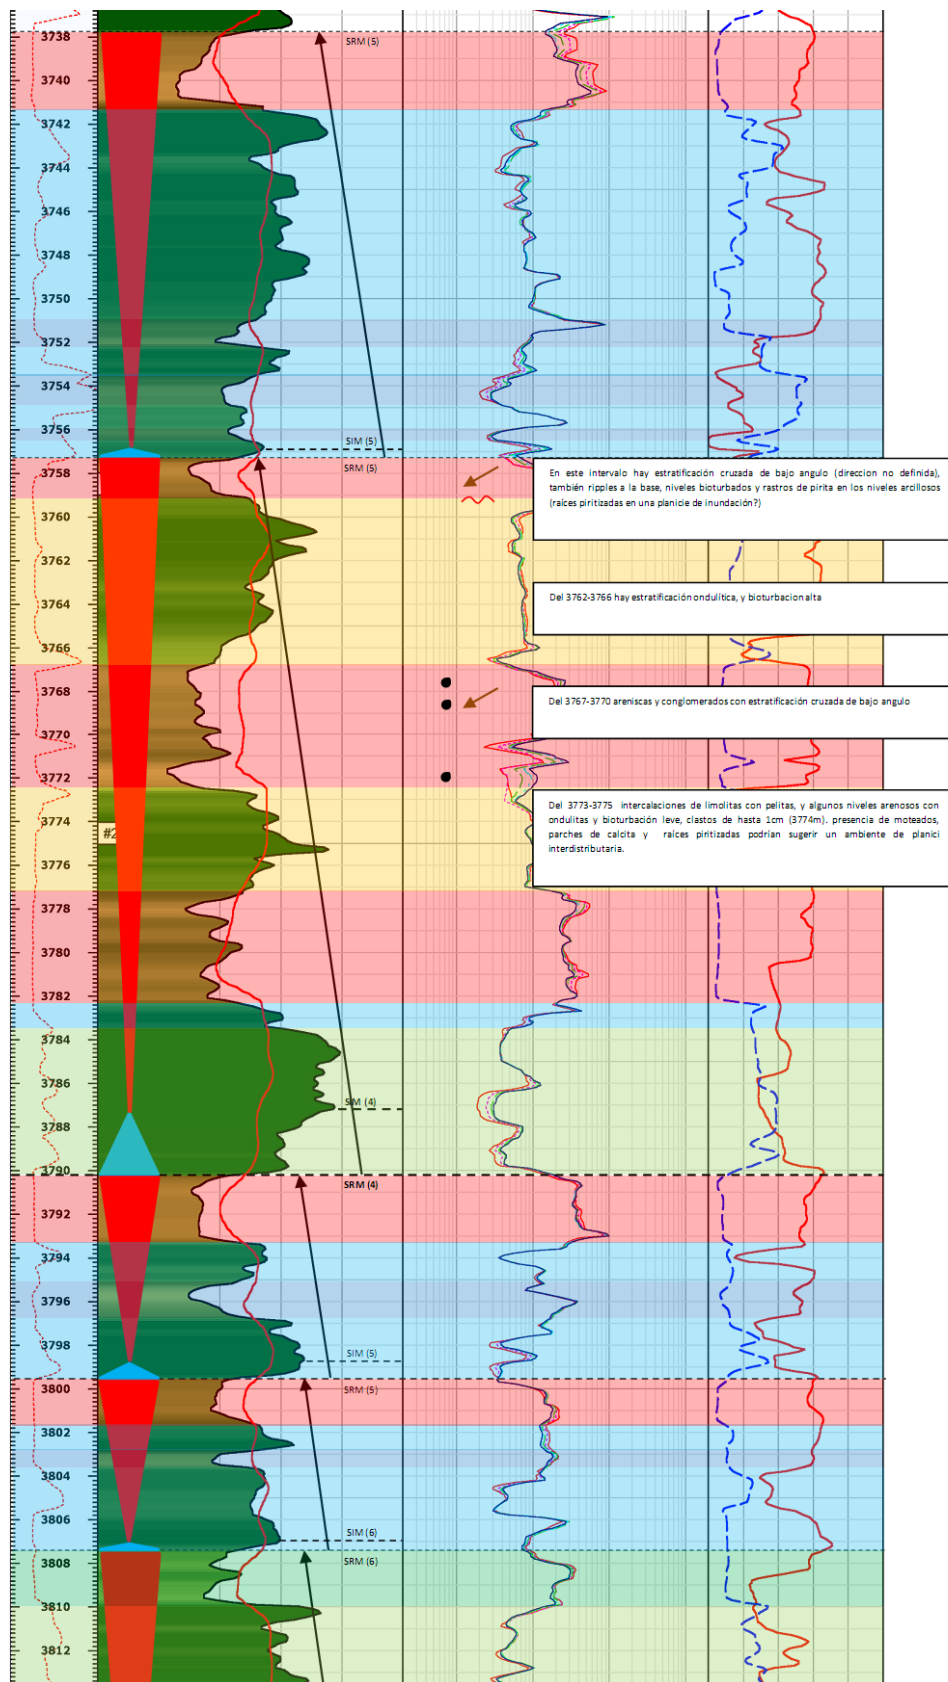 3738
SRM (5)
3740
3742
3744
3746
3748
3750
3752
3754
3756
SIM (5)
3758
SRM (5)
En este intervalo hay estratificación cruzada de bajo angulo (direccion no definida),
también ripples a la base, niveles bioturbados y rastros de pirita en los niveles arcillosos
(raíces piritizadas en una planicie de inundación?)
3760
3762
3764
Del 3762-3766 hay estratificación ondulítica, y bioturbacion alta
3766
3768
Del 3767-3770 areniscas y conglomerados con estratificación cruzada de bajo angulo
3770
3772
Del 3773-3775 intercalaciones de limolitas con pelitas, y algunos niveles arenosos con
ondulitas y bioturbación leve, clastos de hasta 1cm (3774m). presencia de moteados,
parches de calcita y raíces piritizadas podrían sugerir un ambiente de planici
interdistributaria.
3774
#2
3776
3778
3780
3782
3784
3786
SIM (4)
3788
3790
SRM (4)
3792
3794
3796
3798
SIM (5)
3800
SRM (5)
3802
3804
3806
SIM (6)
3808
SRM (6)
3810
3812